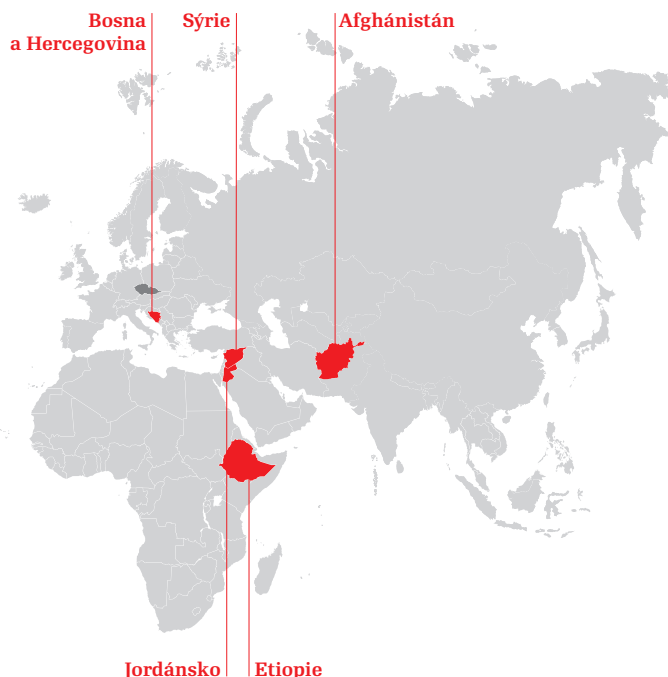 Bosna
a Hercegovina
Sýrie
Afghánistán
Jordánsko
Etiopie